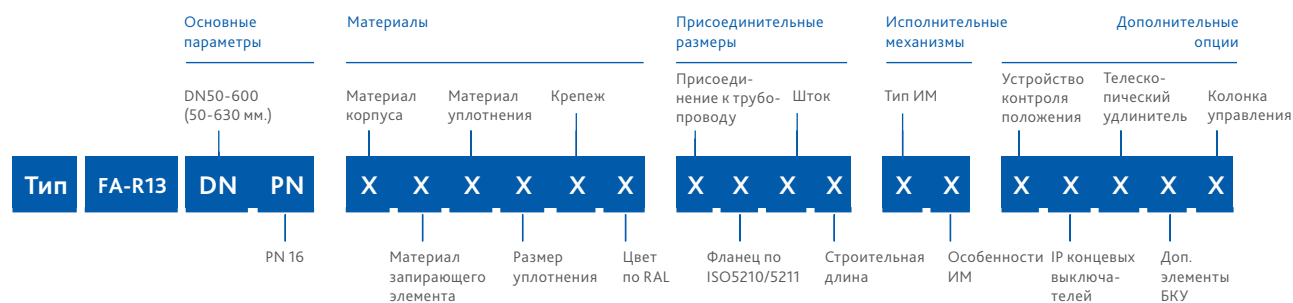 Основные
параметры
Материалы
Присоединительные
размеры
Исполнительные
механизмы
Дополнительные
опции
DN50-600
(50-630 мм.)
Материал
корпуса
Материал
уплотнения
Крепеж
Присоеди-
нение к трубо-
проводу
Шток
Тип ИМ
Устройство
контроля
положения
Телеско-
пический
удлинитель
Колонка
управления
Тип FA-R13 DN PN X X X X X X X X X X X X X X X X X
PN 16
Материал
запирающего
элемента
Размер
уплотнения
Цвет
по RAL
Фланец по
ISO5210/5211
Строительная
длина
Особенности
ИМ
IP концевых
выключа-
телей
Доп.
элементы
БКУ